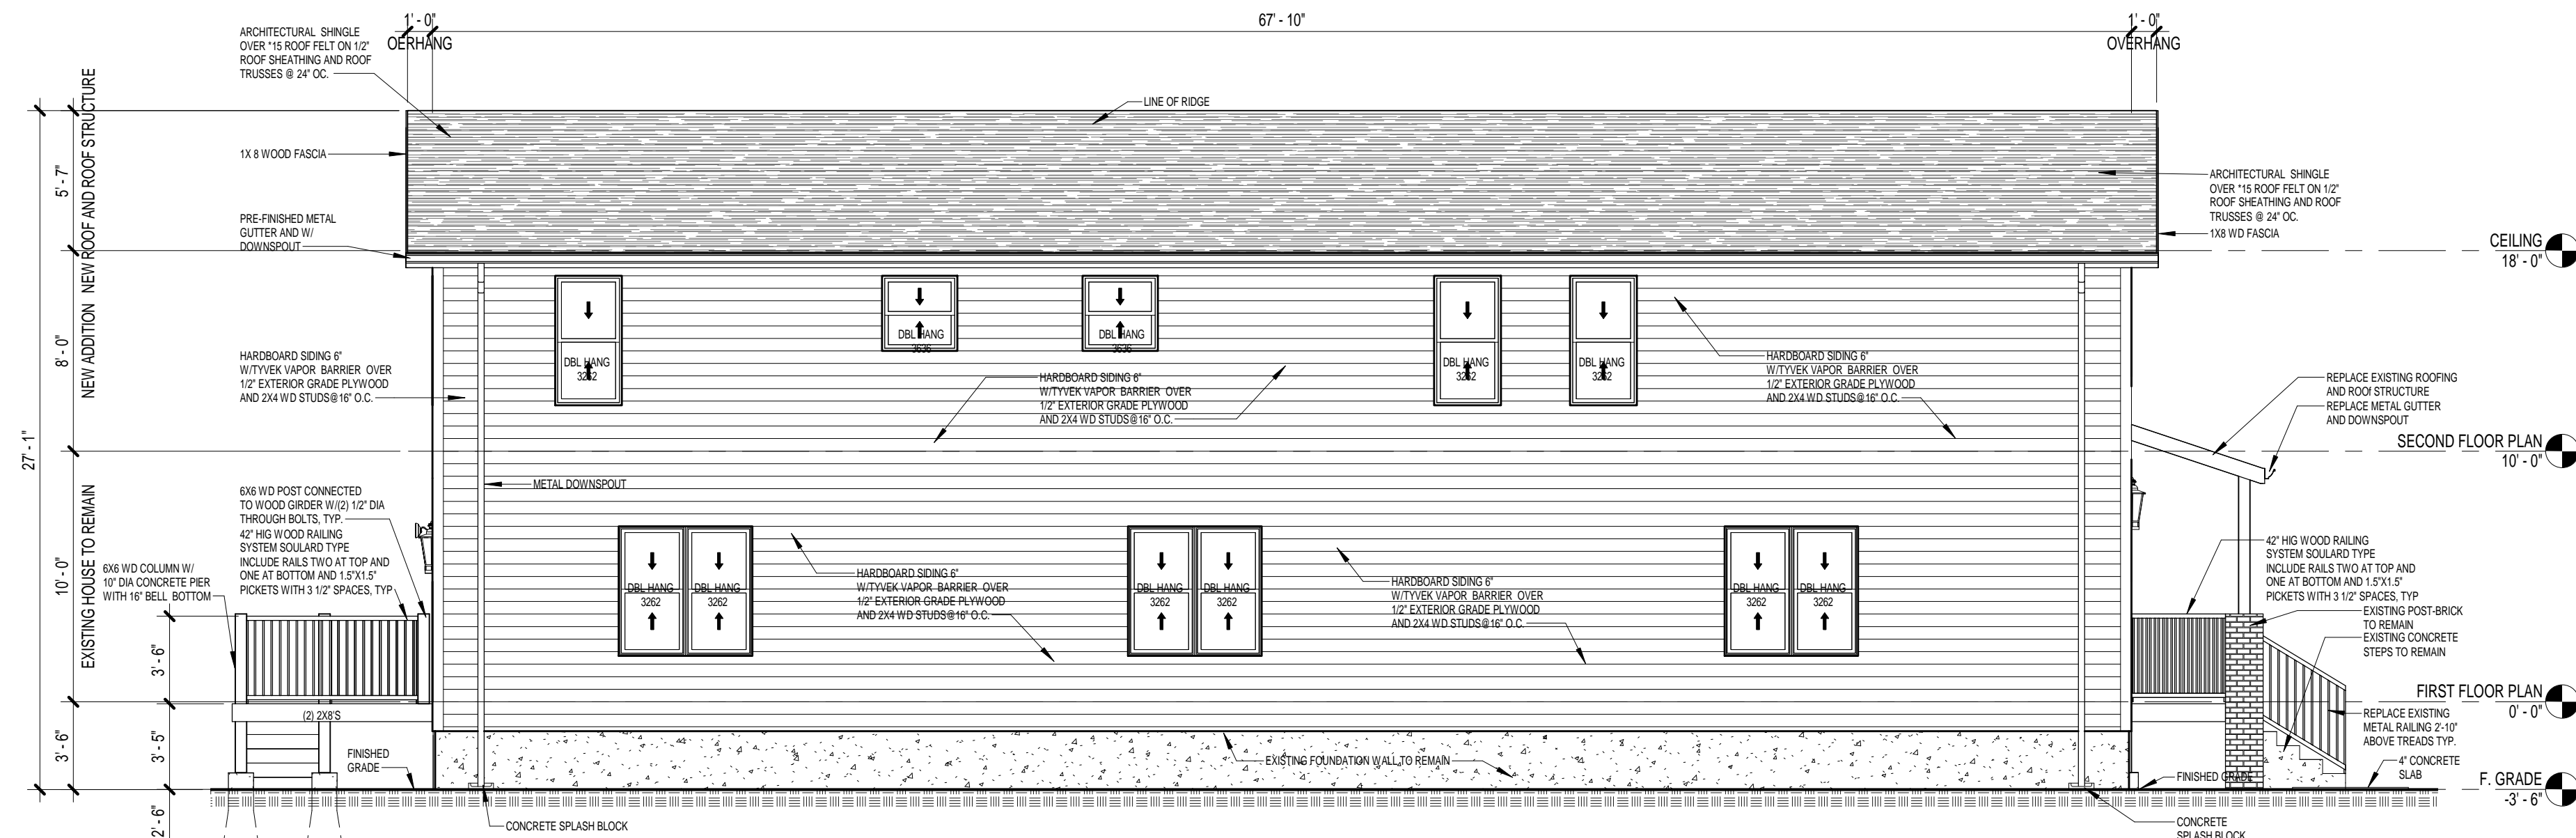 1' - 0"
67' - 10"
1' - 0"
OERHANG
OVERHANG
ARCHITECTURAL SHINGLE
OVER "15 ROOF FELT ON 1/2"
ROOF SHEATHING AND ROOF
TRUSSES @ 24" OC.
LINE OF RIDGE
1X 8 WOOD FASCIA
PRE-FINISHED METAL
GUTTER AND W/
DOWNSPOUT
ARCHITECTURAL SHINGLE
OVER "15 ROOF FELT ON 1/2"
ROOF SHEATHING AND ROOF
TRUSSES @ 24" OC.
1X8 WD FASCIA
CEILING
18' - 0"
27' - 1"
5' - 7"
8' - 0"
10' - 0"
3' - 6"
NEW ROOF AND ROOF STRUCTURE
NEW ADDITION
EXISTING HOUSE TO REMAIN
3' - 6"
3' - 5"
2' - 6"
DBL HANG
3262
DBL HANG
3636
DBL HANG
3636
DBL HANG
3262
DBL HANG
3262
HARDBOARD SIDING 6"
W/TYVEK VAPOR BARRIER OVER
1/2" EXTERIOR GRADE PLYWOOD
AND 2X4 WD STUDS@16" O.C.
HARDBOARD SIDING 6"
W/TYVEK VAPOR BARRIER OVER
1/2" EXTERIOR GRADE PLYWOOD
AND 2X4 WD STUDS@16" O.C.
HARDBOARD SIDING 6"
W/TYVEK VAPOR BARRIER OVER
1/2" EXTERIOR GRADE PLYWOOD
AND 2X4 WD STUDS@16" O.C.
REPLACE EXISTING ROOFING
AND ROOf STRUCTURE
REPLACE METAL GUTTER
AND DOWNSPOUT
SECOND FLOOR PLAN
10' - 0"
METAL DOWNSPOUT
6X6 WD POST CONNECTED
TO WOOD GIRDER W/(2) 1/2" DIA
THROUGH BOLTS, TYP.
42" HIG WOOD RAILING
SYSTEM SOULARD TYPE
INCLUDE RAILS TWO AT TOP AND
ONE AT BOTTOM AND 1.5"X1.5"
PICKETS WITH 3 1/2" SPACES, TYP
6X6 WD COLUMN W/
10" DIA CONCRETE PIER
WITH 16" BELL BOTTOM
DBL HANG
3262
DBL HANG
3262
DBL HANG
3262
DBL HANG
3262
DBL HANG
3262
DBL HANG
3262
HARDBOARD SIDING 6"
W/TYVEK VAPOR BARRIER OVER
1/2" EXTERIOR GRADE PLYWOOD
AND 2X4 WD STUDS@16" O.C.
HARDBOARD SIDING 6"
W/TYVEK VAPOR BARRIER OVER
1/2" EXTERIOR GRADE PLYWOOD
AND 2X4 WD STUDS@16" O.C.
42" HIG WOOD RAILING
SYSTEM SOULARD TYPE
INCLUDE RAILS TWO AT TOP AND
ONE AT BOTTOM AND 1.5"X1.5"
PICKETS WITH 3 1/2" SPACES, TYP
EXISTING POST-BRICK
TO REMAIN
EXISTING CONCRETE
STEPS TO REMAIN
FIRST FLOOR PLAN
0' - 0"
REPLACE EXISTING
METAL RAILING 2'-10"
ABOVE TREADS TYP.
(2) 2X8'S
FINISHED
GRADE
EXISTING FOUNDATION WALL TO REMAIN
FINISHED GRADE
4" CONCRETE
SLAB
F. GRADE
-3' - 6"
CONCRETE SPLASH BLOCK
CONCRETE
SPLASH BLOCK